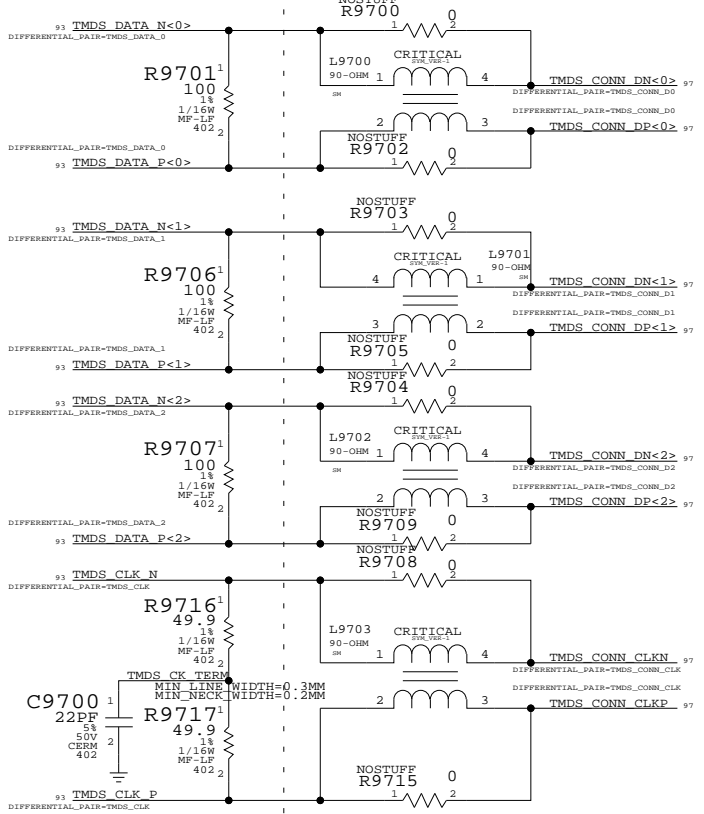 NOSTUFF
R9700
0
1 2
93 TMDS_DATA_N<0>
DIFFERENTIAL_PAIR=TMDS_DATA_0
L9700
90-OHM
SM
CRITICAL
SYM_VER-1
1 4
R9701
100
1%
1/16W
MF-LF
402
1
2
TMDS_CONN_DN<0> 97
DIFFERENTIAL_PAIR=TMDS_CONN_D0
DIFFERENTIAL_PAIR=TMDS_CONN_D0
TMDS_CONN_DP<0> 97
2 3
NOSTUFF
R9702
0
1 2
DIFFERENTIAL_PAIR=TMDS_DATA_0
93 TMDS_DATA_P<0>
NOSTUFF
R9703
0
1 2
93 TMDS_DATA_N<1>
DIFFERENTIAL_PAIR=TMDS_DATA_1
CRITICAL
SYM_VER-1
L9701
90-OHM
SM
4 1
R9706
100
1%
1/16W
MF-LF
402
1
2
TMDS_CONN_DN<1> 97
DIFFERENTIAL_PAIR=TMDS_CONN_D1
DIFFERENTIAL_PAIR=TMDS_CONN_D1
TMDS_CONN_DP<1> 97
3 2
NOSTUFF
R9705
0
1 2
DIFFERENTIAL_PAIR=TMDS_DATA_1
93 TMDS_DATA_P<1>
NOSTUFF
R9704
0
1 2
93 TMDS_DATA_N<2>
DIFFERENTIAL_PAIR=TMDS_DATA_2
L9702
90-OHM
SM
CRITICAL
SYM_VER-1
1 4
R9707
100
1%
1/16W
MF-LF
402
1
2
TMDS_CONN_DN<2> 97
DIFFERENTIAL_PAIR=TMDS_CONN_D2
DIFFERENTIAL_PAIR=TMDS_CONN_D2
TMDS_CONN_DP<2> 97
2 3
NOSTUFF
R9709
0
1 2
DIFFERENTIAL_PAIR=TMDS_DATA_2
93 TMDS_DATA_P<2>
NOSTUFF
R9708
0
1 2
93 TMDS_CLK_N
DIFFERENTIAL_PAIR=TMDS_CLK
R9716
49.9
1%
1/16W
MF-LF
402
1
2
L9703
90-OHM
SM
CRITICAL
SYM_VER-1
1 4
TMDS_CONN_CLKN 97
DIFFERENTIAL_PAIR=TMDS_CONN_CLK
DIFFERENTIAL_PAIR=TMDS_CONN_CLK
TMDS_CONN_CLKP 97
2 3
TMDS_CK_TERM
MIN_LINE_WIDTH=0.3MM
MIN_NECK_WIDTH=0.2MM
C9700
22PF
5%
50V
CERM
402
1
2
R9717
49.9
1%
1/16W
MF-LF
402
1
2
NOSTUFF
R9715
0
1 2
93 TMDS_CLK_P
DIFFERENTIAL_PAIR=TMDS_CLK